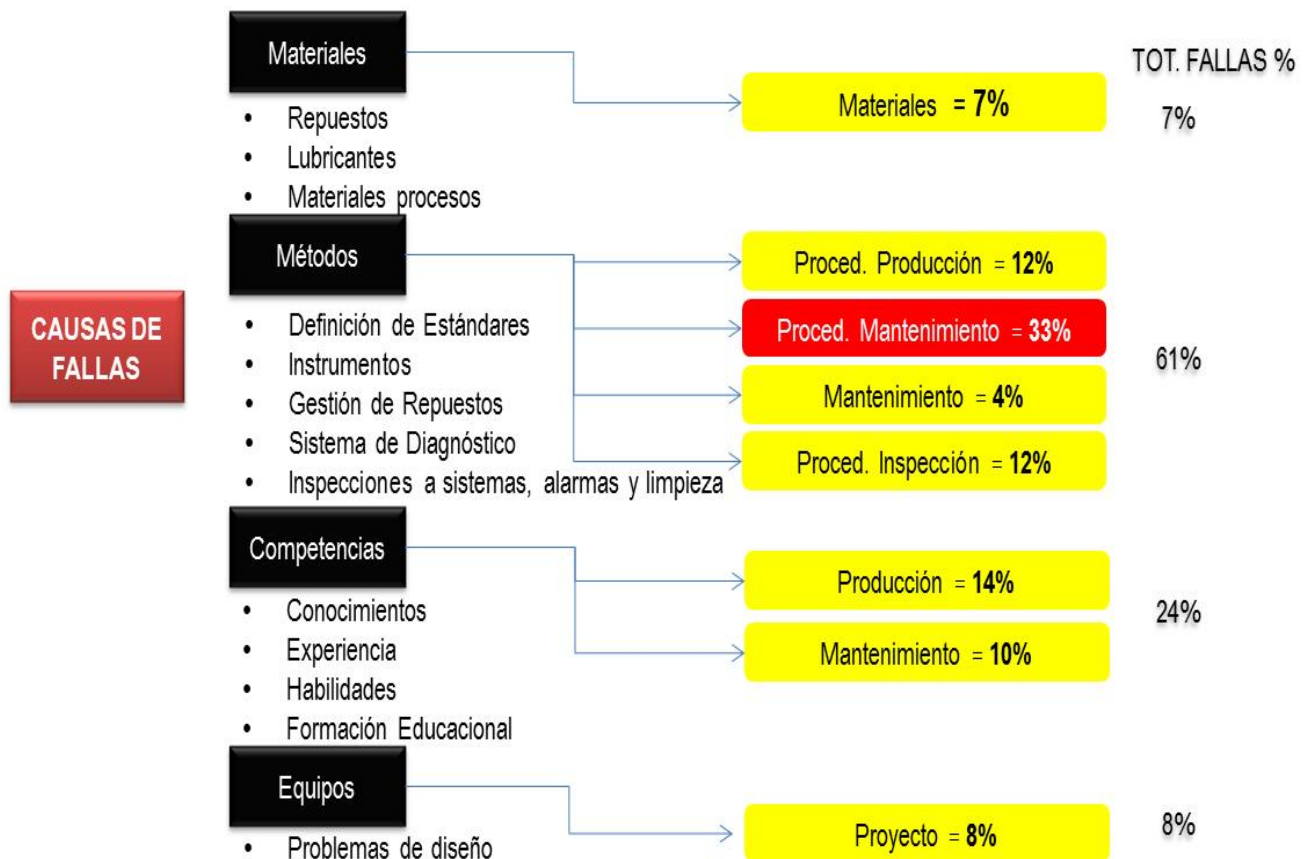 CAUSAS DE
FALLAS
Materiales
• Repuestos
• Lubricantes
• Materiales procesos
Métodos
• Definición de Estándares
• Instrumentos
• Gestión de Repuestos
• Sistema de Diagnóstico
• Inspecciones a sistemas, alarmas y limpieza
Competencias
• Conocimientos
• Experiencia
• Habilidades
• Formación Educacional
Equipos
• Problemas de diseño
Materiales = 7%
Proced. Producción = 12%
Proced. Mantenimiento = 33%
Mantenimiento = 4%
Proced. Inspección = 12%
Producción = 14%
Mantenimiento = 10%
Proyecto = 8%
TOT. FALLAS %
7%
61%
24%
8%